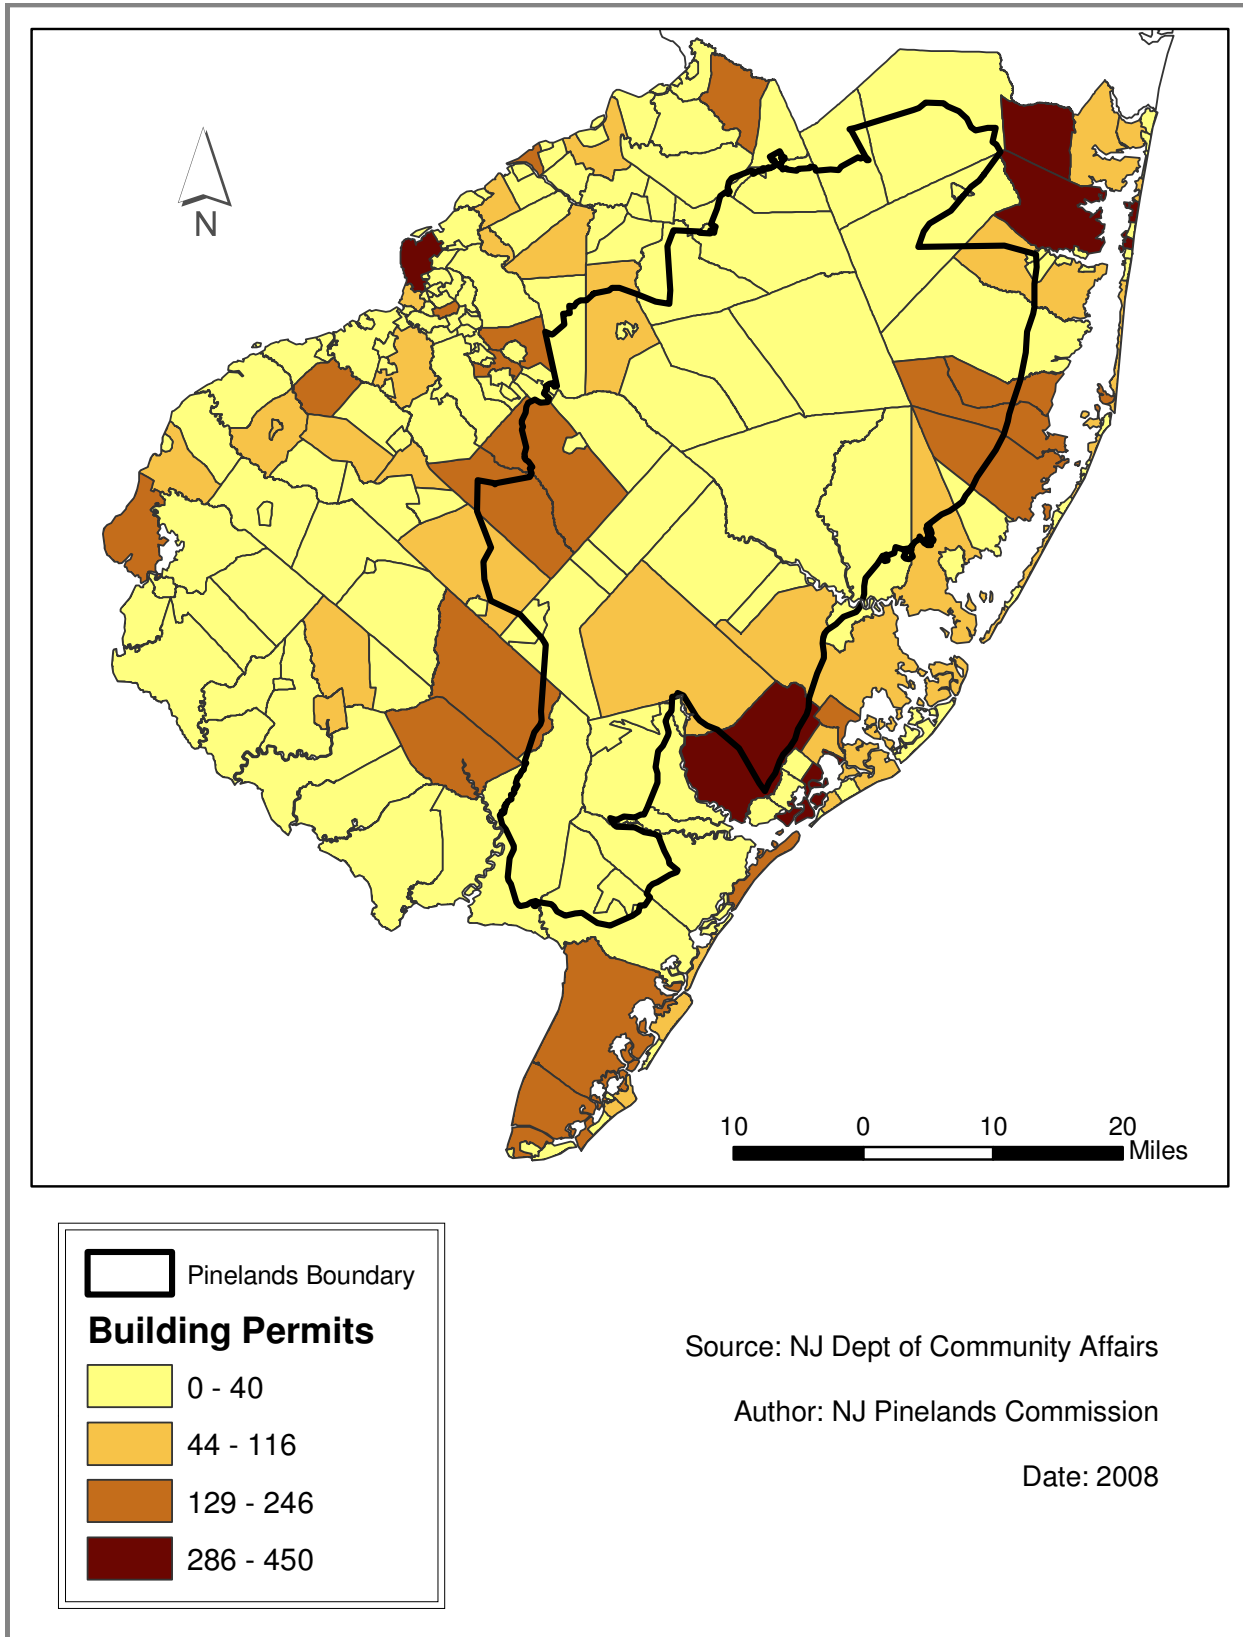 N
10 0 10 20
Miles
Pinelands Boundary
Building Permits
0 - 40
44 - 116
129 - 246
286 - 450
Source: NJ Dept of Community Affairs
Author: NJ Pinelands Commission
Date: 2008